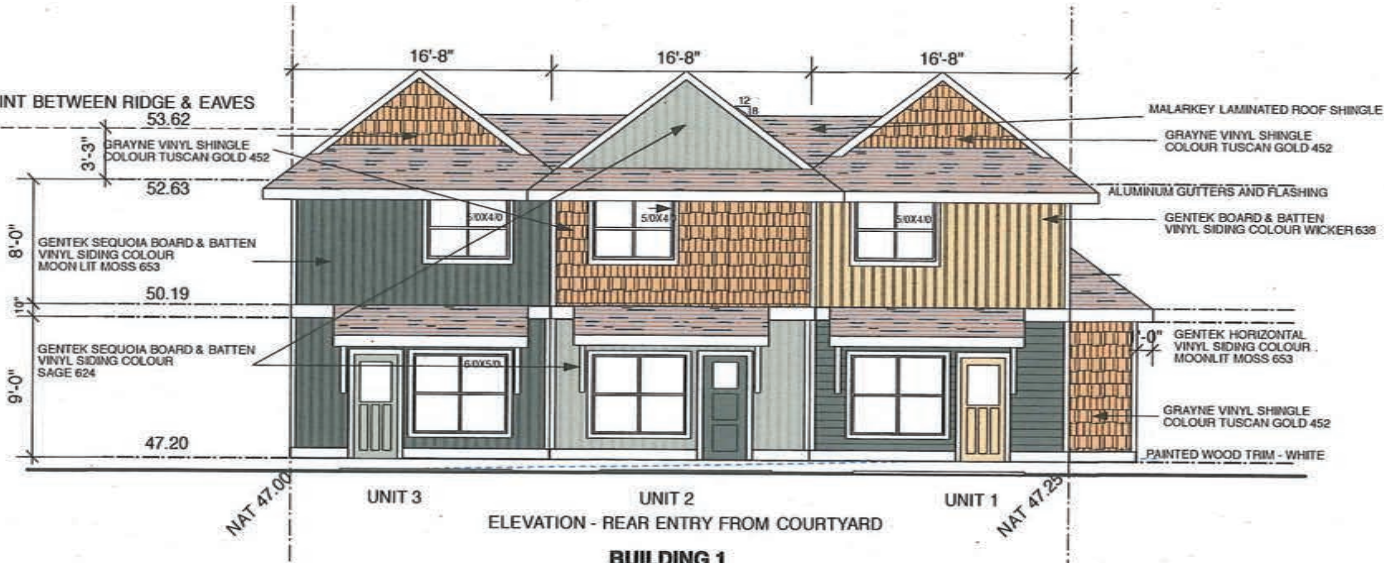 16'-8"
16'-8"
16'-8"
INT BETWEEN RIDGE & EAVES
53.62
3'-3"
GRAYNE VINYL SHINGLE
COLOUR TUSCAN GOLD 452
52.63
12
18
MALARKEY LAMINATED ROOF SHINGLE
GRAYNE VINYL SHINGLE
COLOUR TUSCAN GOLD 452
ALUMINUM GUTTERS AND FLASHING
GENTEK BOARD & BATTEN
VINYL SIDING COLOUR WICKER 638
5/0X4/0
5/0X4/0
5/0X4/0
8'-0"
GENTEK SEQUOIA BOARD & BATTEN
VINYL SIDING COLOUR
MOON LIT MOSS 653
50.19
10"
GENTEK SEQUOIA BOARD & BATTEN
VINYL SIDING COLOUR
SAGE 624
9'-0"
6/0X5/0
'-0"
GENTEK HORIZONTAL
VINYL SIDING COLOUR .
MOONLIT MOSS 653
GRAYNE VINYL SHINGLE
COLOUR TUSCAN GOLD 452
47.20
PAINTED WOOD TRIM - WHITE
NAT 47.00
UNIT 3
UNIT 2
UNIT 1
NAT 47.25
ELEVATION - REAR ENTRY FROM COURTYARD
BUILDING 1